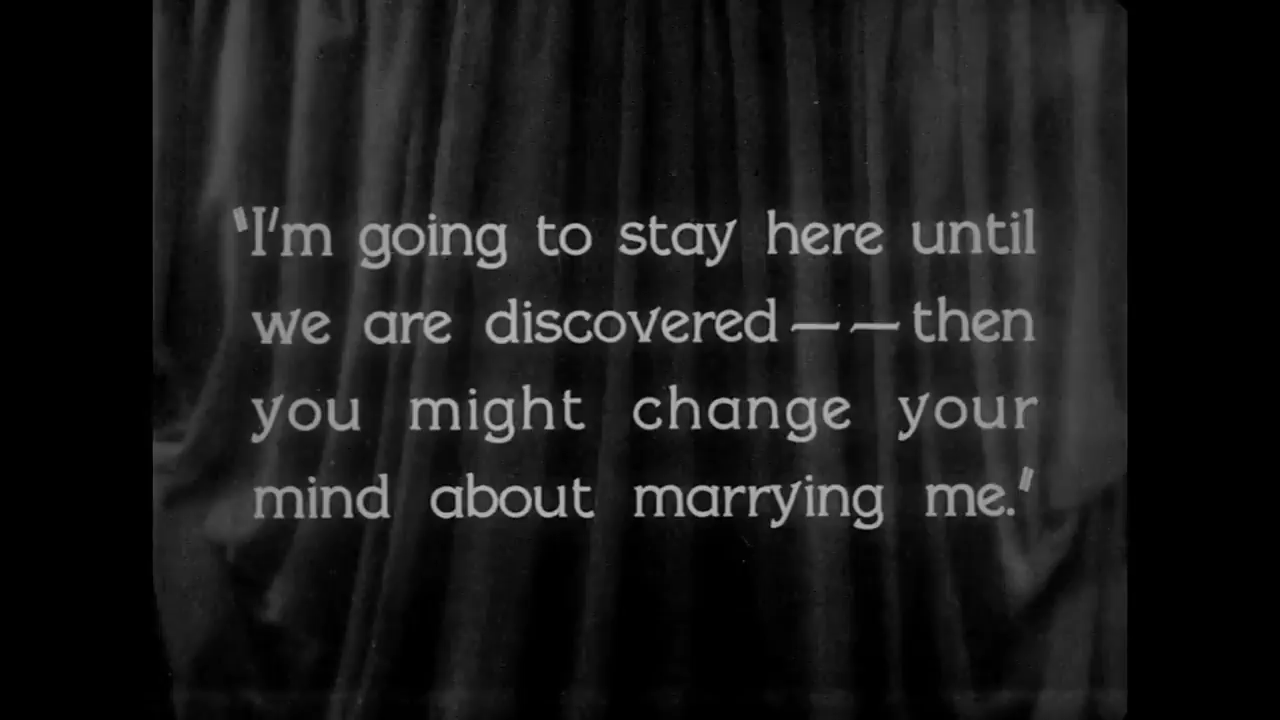 "I'm going to stay here until
we are discovered — — then
you might change your
mind about marrying me."